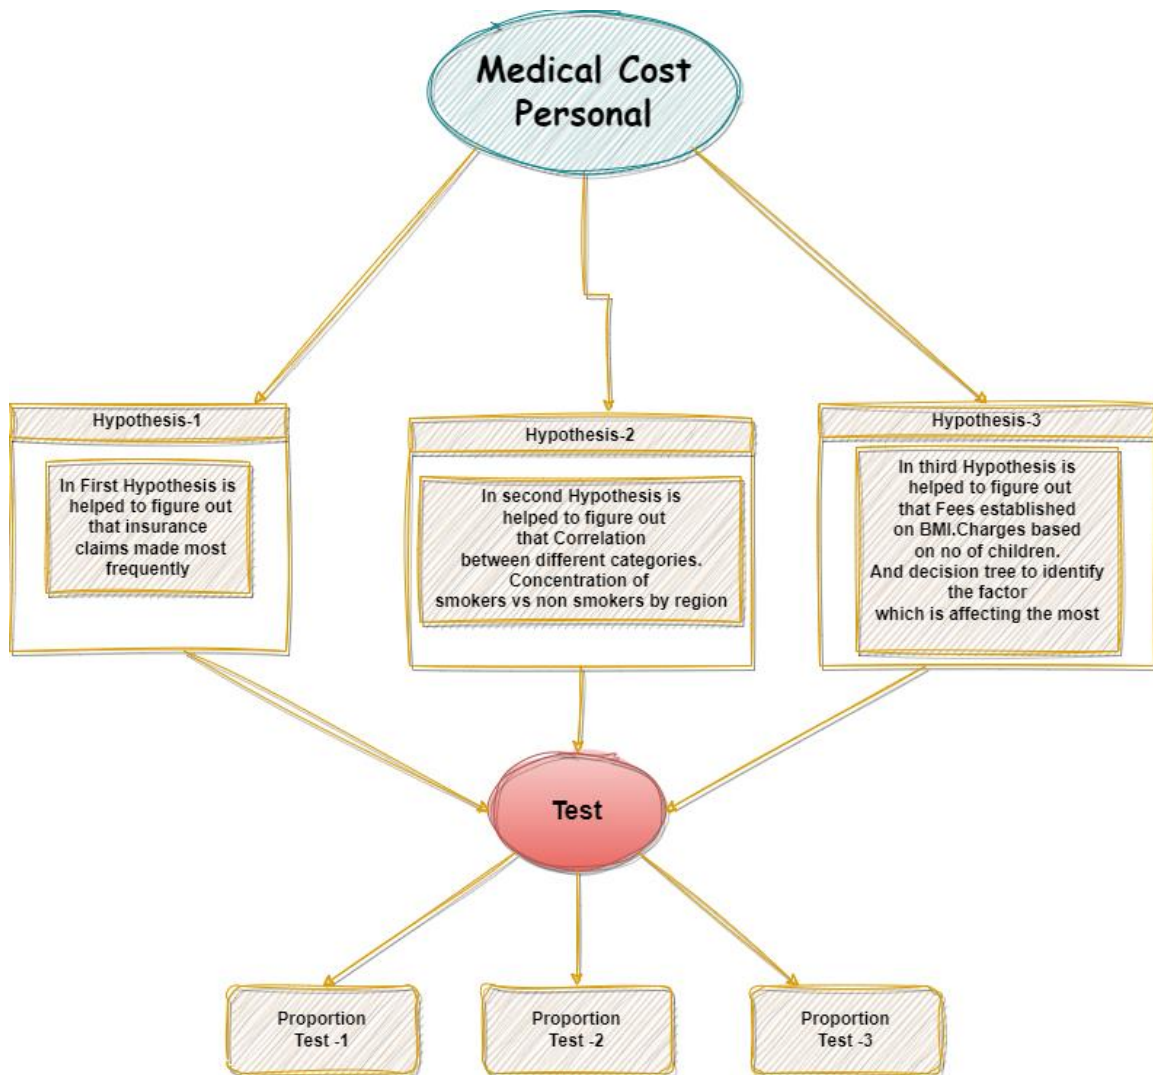 Medical Cost
Personal
Hypothesis-1
In First Hypothesis is
helped to figure out
that insurance
claims made most
frequently
Hypothesis-2
In second Hypothesis is
helped to figure out
that Correlation
between different categories.
Concentration of
smokers vs non smokers by region
Hypothesis-3
In third Hypothesis is
helped to figure out
that Fees established
on BMI.Charges based
on no of children.
And decision tree to identify
the factor
which is affecting the most
Test
Proportion
Test -1
Proportion
Test -2
Proportion
Test -3